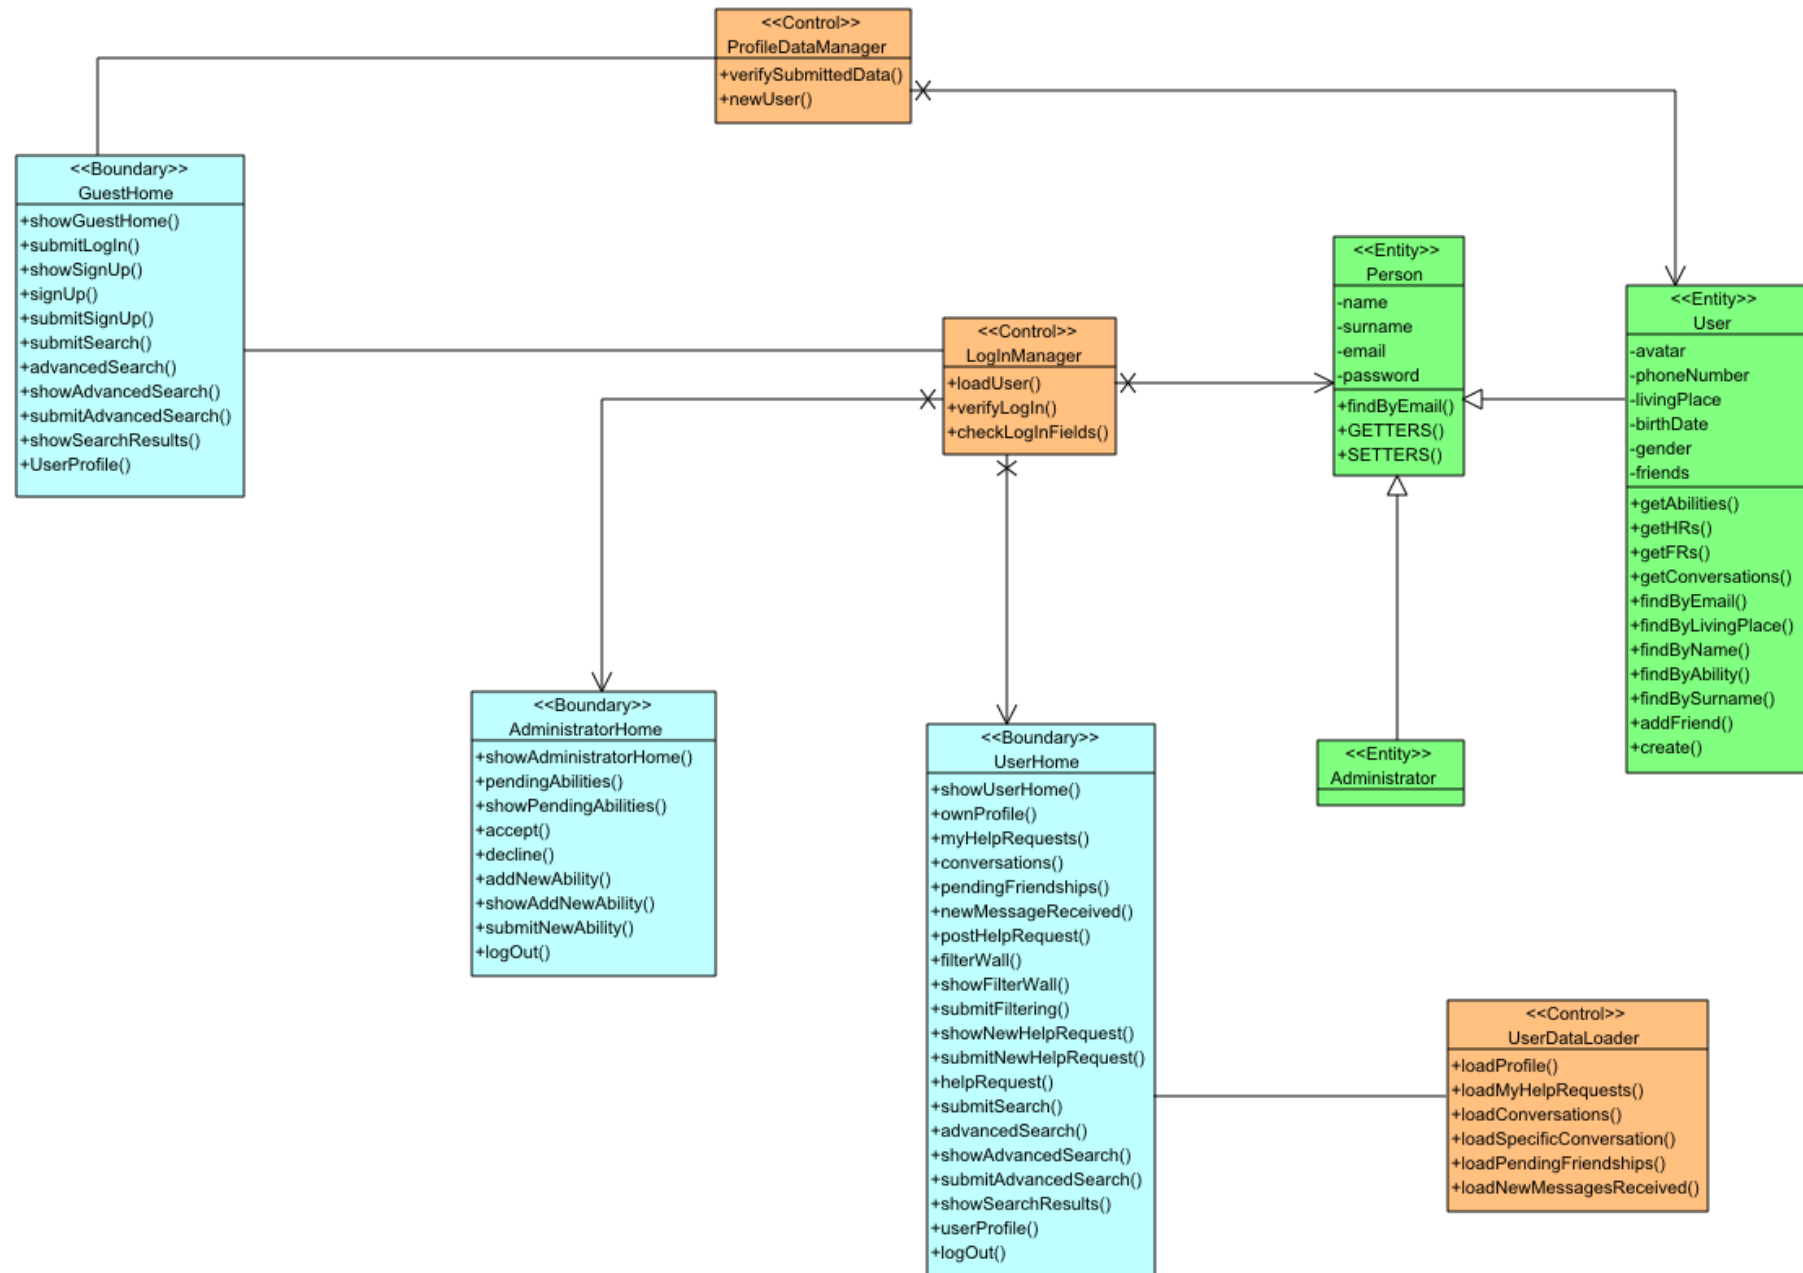 <<Control>>
ProfileDataManager
+verifySubmittedData()
+newUser()
<<Boundary>>
GuestHome
+showGuestHome()
+submitLogIn()
+showSignUp()
+signUp()
+submitSignUp()
+submitSearch()
+advancedSearch()
+showAdvancedSearch()
+submitAdvancedSearch()
+showSearchResults()
+UserProfile()
<<Control>>
LogInManager
+loadUser()
+verifyLogIn()
+checkLogInFields()
<<Entity>>
Person
-name
-surname
-email
-password
+findByEmail()
+GETTERS()
+SETTERS()
<<Entity>>
User
-avatar
-phoneNumber
-livingPlace
-birthDate
-gender
-friends
+getAbilities()
+getHRs()
+getFRs()
+getConversations()
+findByEmail()
+findByLivingPlace()
+findByName()
+findByAbility()
+findBySurname()
+addFriend()
+create()
<<Boundary>>
AdministratorHome
+showAdministratorHome()
+pendingAbilities()
+showPendingAbilities()
+accept()
+decline()
+addNewAbility()
+showAddNewAbility()
+submitNewAbility()
+logOut()
<<Boundary>>
UserHome
+showUserHome()
+ownProfile()
+myHelpRequests()
+conversations()
+pendingFriendships()
+newMessageReceived()
+postHelpRequest()
+filterWall()
+showFilterWall()
+submitFiltering()
+showNewHelpRequest()
+submitNewHelpRequest()
+helpRequest()
+submitSearch()
+advancedSearch()
+showAdvancedSearch()
+submitAdvancedSearch()
+showSearchResults()
+userProfile()
+logOut()
<<Entity>>
Administrator
<<Control>>
UserDataLoader
+loadProfile()
+loadMyHelpRequests()
+loadConversations()
+loadSpecificConversation()
+loadPendingFriendships()
+loadNewMessagesReceived()